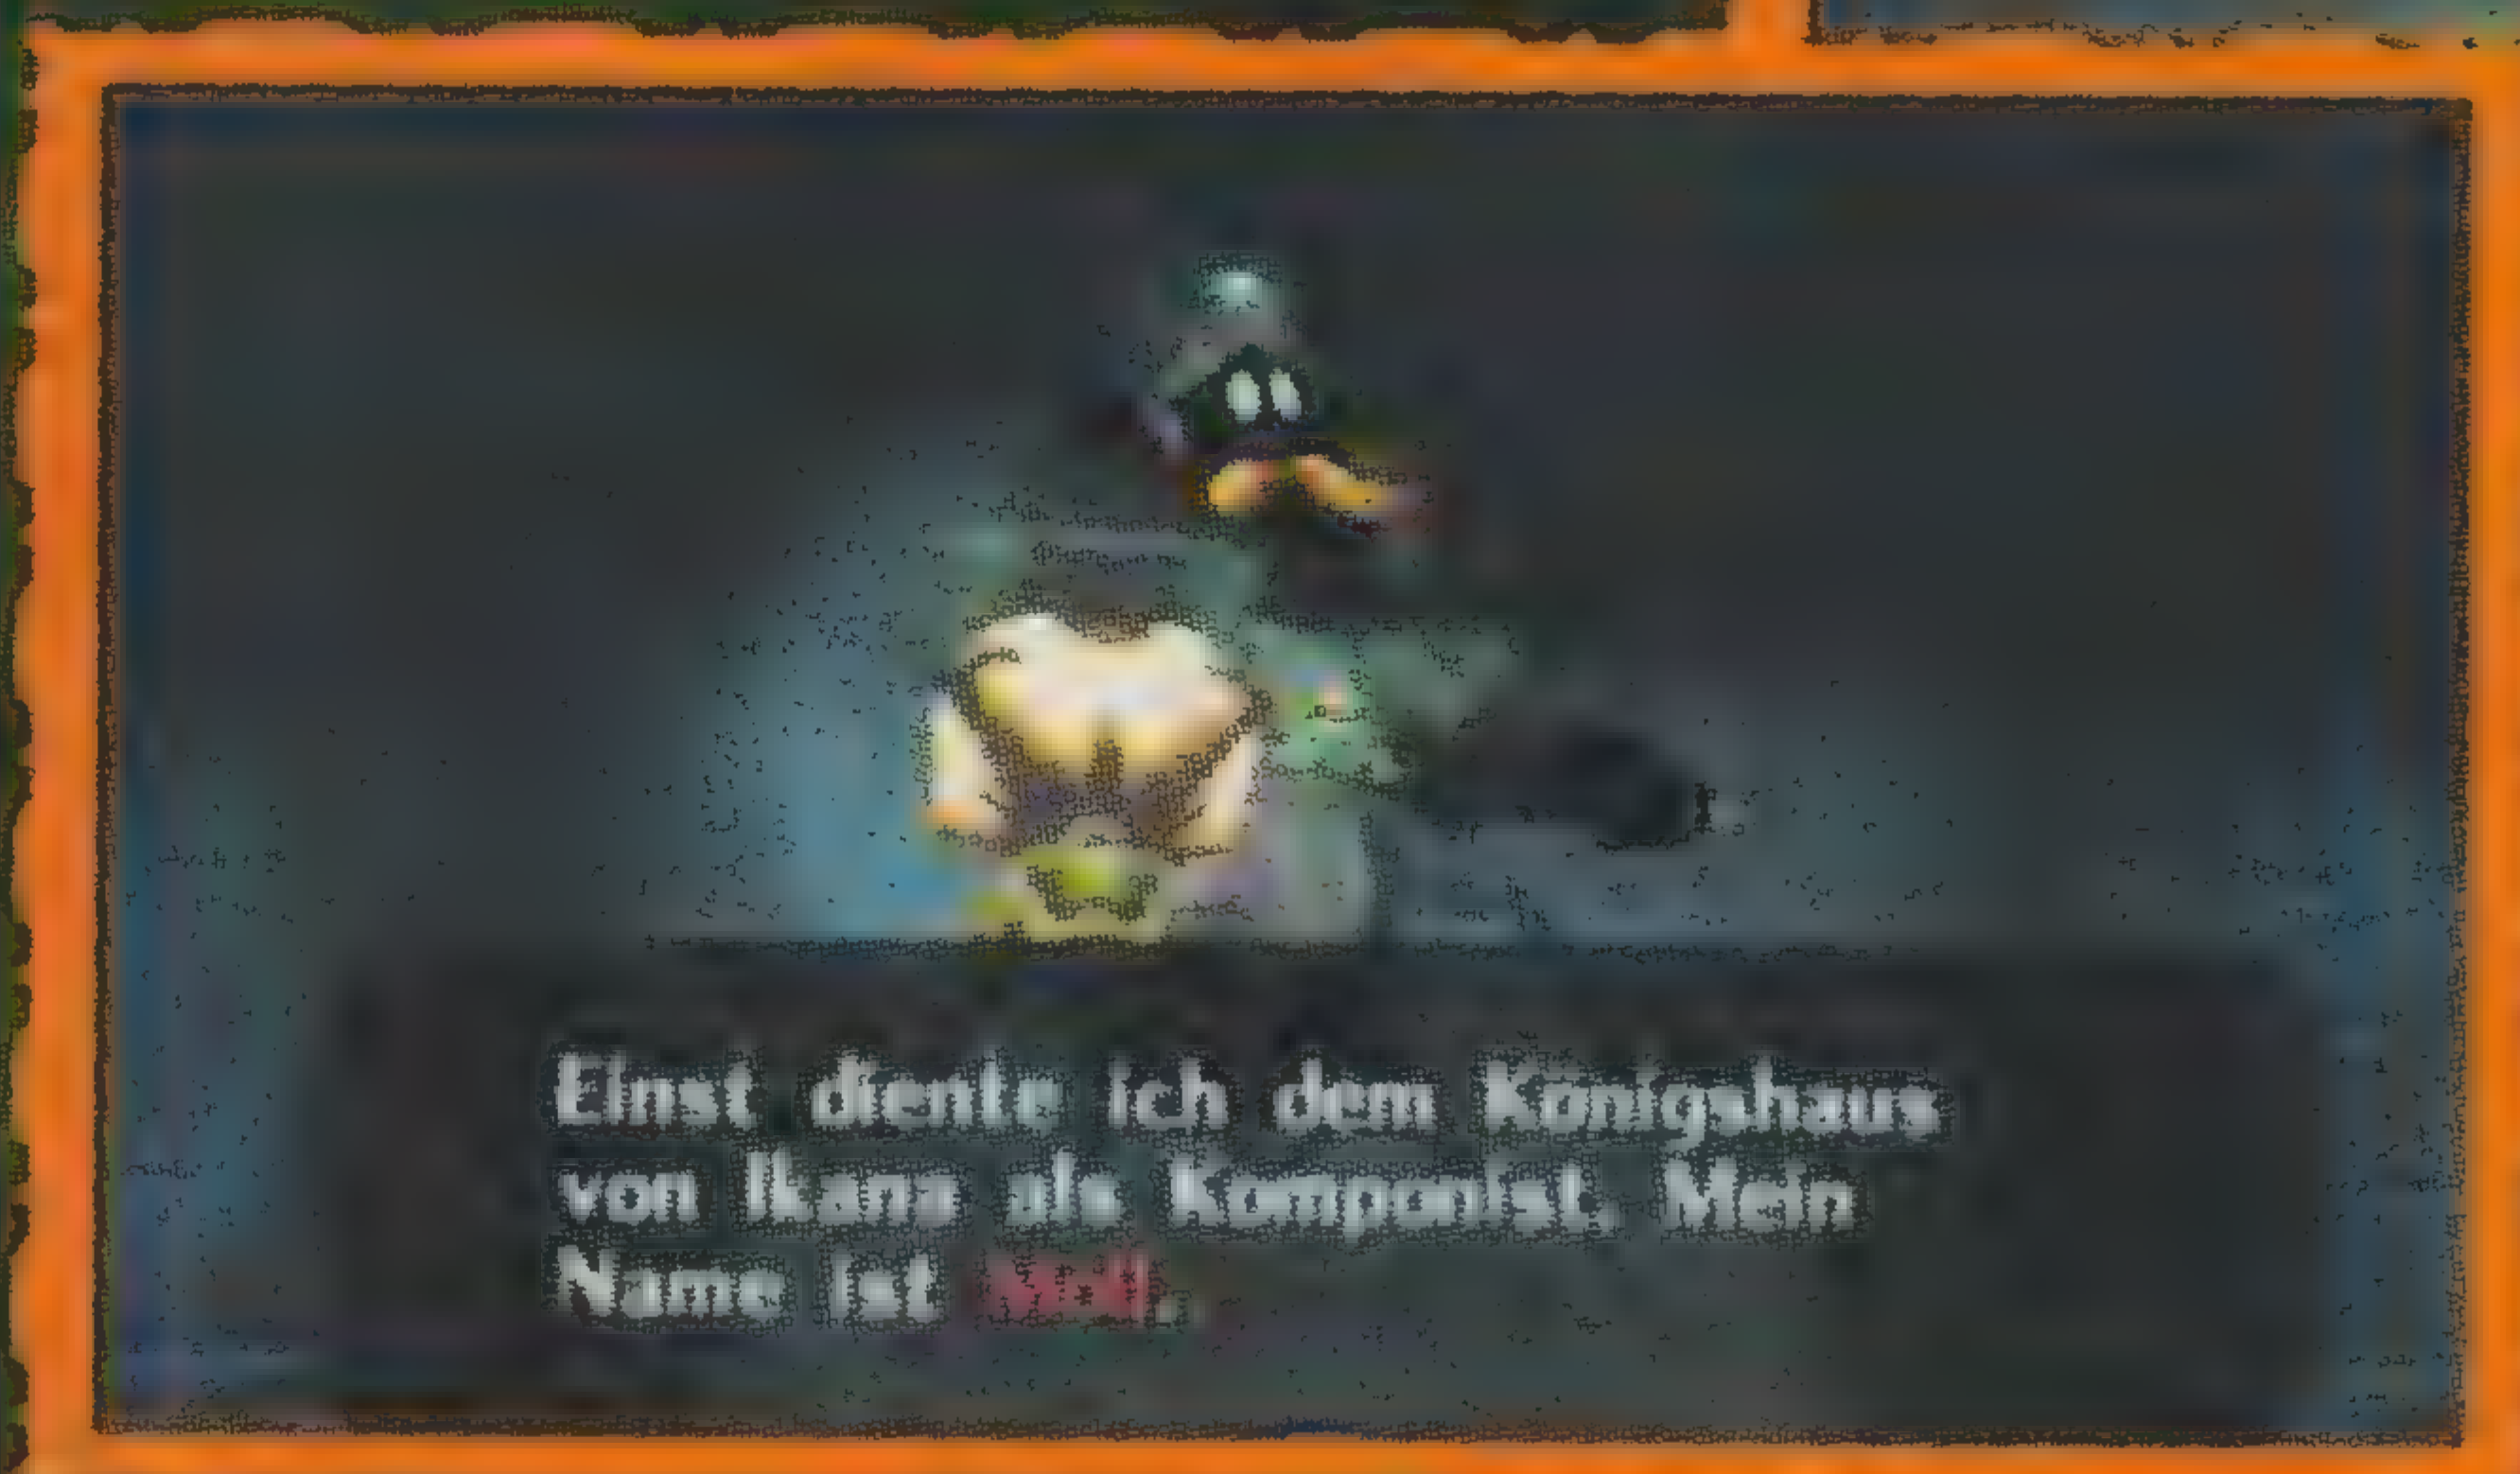 Einst diente ich dem Königshaus
von Ikana als Komponist. Mein
Name ist